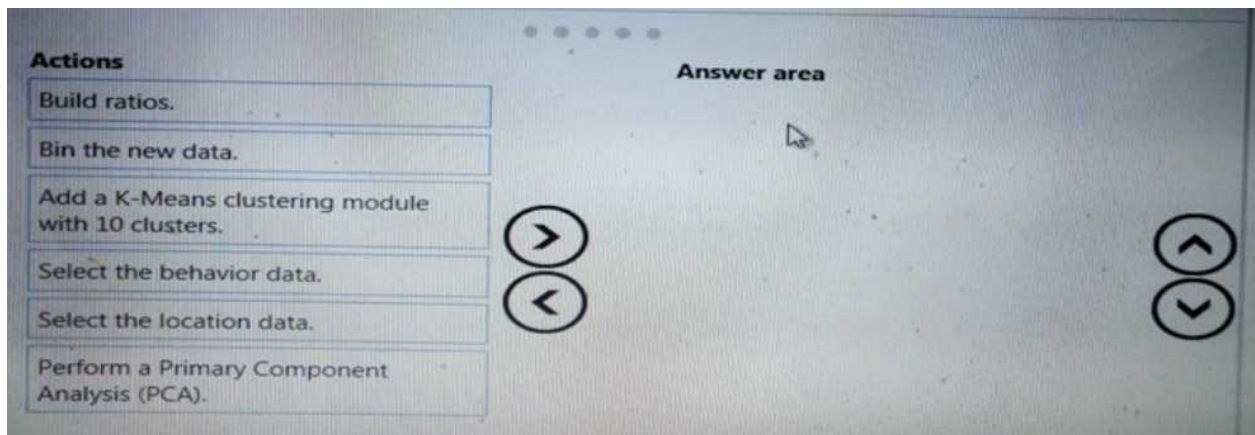 Actions
Answer area
Build ratios.
Bin the new data.
Add a K-Means clustering module
with 10 clusters.
Select the behavior data.
Select the location data.
Perform a Primary Component
Analysis (PCA).